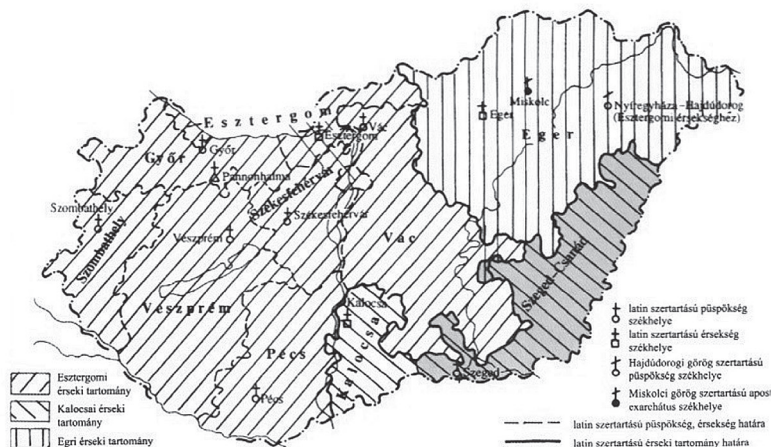 Esztergom
Esztergom
Vác
Eger
Miskolc
Nyíregyháza–Hajdúdorog
(Esztergomi érsekséghez)
Eger
Győr
Győr
Pannonhalma
Székesfehérvár
Székesfehérvár
Szombathely
Szombathely
Veszprém
Veszprém
Vác
Szeged–Csanád
Kalocsa
Kalocsa
Pécs
Pécs
Szeged
latin szertartású püspökség
székhelye
latin szertartású érsekség
székhelye
Hajdúdorogi görög szertartású
püspökség székhelye
Miskolci görög szertartású apost
exarchátus székhelye
latin szertartású püspökség, érsekség határa
latin szertartású érseki tartomány határa
Esztergomi
érseki tartomány
Kalocsai érseki
tartomány
Egri érseki tartomány